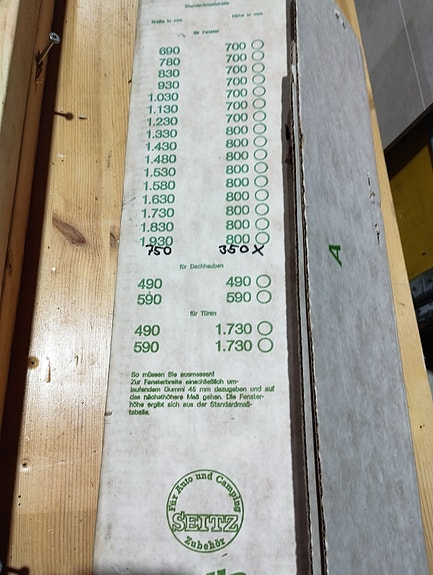 Standardmaßreihe
Breite in mm Höhe in mm
für Fenster
690 700
780 700
830 700
930 700
1.030 700
1.130 700
1.230 700
1.330 800
1.430 800
1.480 800
1.530 800
1.580 800
1.630 800
1.730 800
1.830 800
1.930 800
750 350 X
für Dachhauben
490 490
590 590
für Türen
490 1.730
590 1.730
So müssen Sie ausmessen!
Zur Fensterbreite einschließlich um-
laufendem Gummi 45 mm dazugeben und auf
das nächsthöhere Maß gehen. Die Fenster-
höhe ergibt sich aus der Standardmaß-
tabelle.
Für Auto und Camping
SEITZ
Zubehör
A